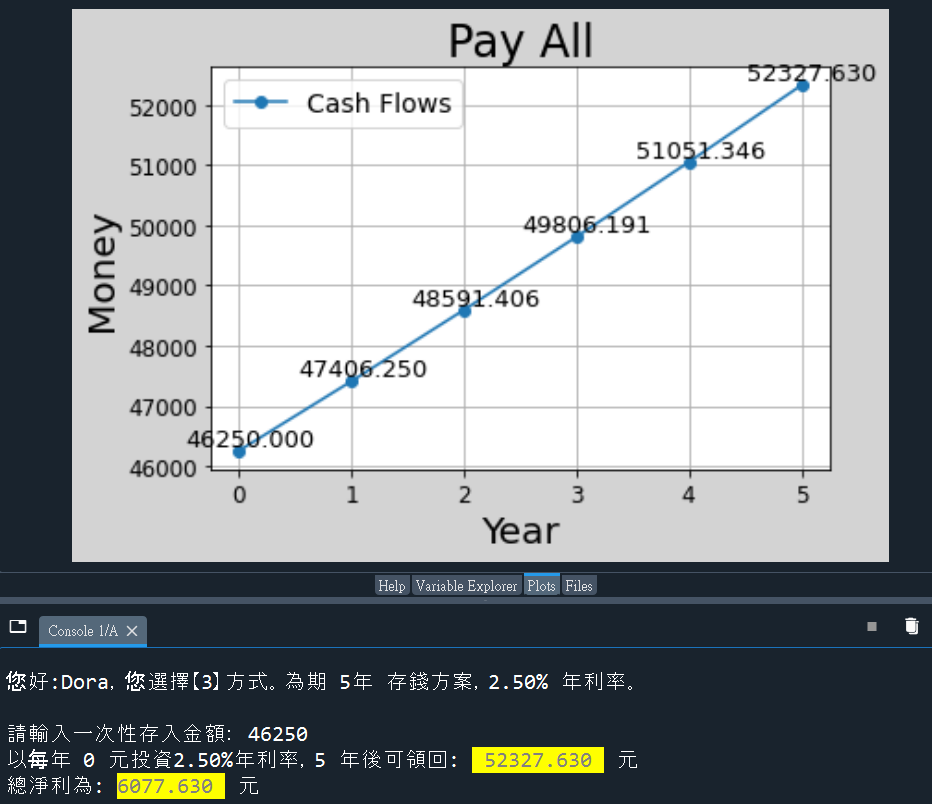 Pay All
52327.630
52000
Cash Flows
51051.346
51000
49806.191
50000
Money
49000
48591.406
48000
47406.250
47000
46250.000
46000
0 1 2 3 4 5
Year
Help Variable Explorer Plots Files
Console 1/A
您好:Dora, 您選擇【3】方式。為期 5年 存錢方案, 2.50% 年利率。
請輸入一次性存入金額: 46250
以每年 0 元投資2.50%年利率, 5 年後可領回: 52327.630 元
總淨利為: 6077.630 元